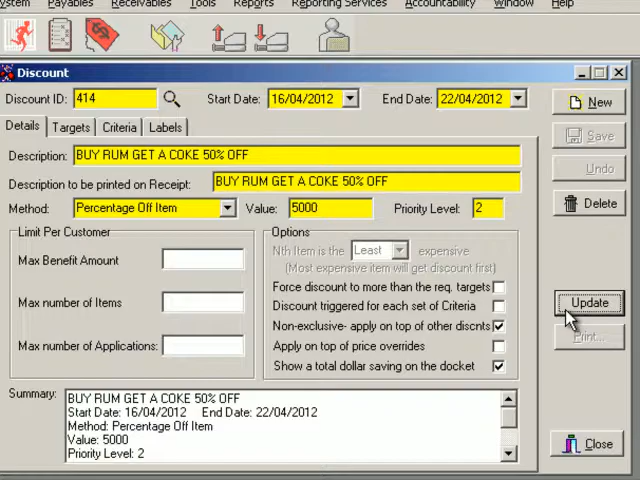 System Payables Receivables Tools Reports Reporting Services Accountability Window Help
Discount
Discount ID: 414 Start Date: 16/04/2012 End Date: 22/04/2012
New
Details Targets Criteria Labels
Save
Description: BUY RUM GET A COKE 50% OFF
Undo
Description to be printed on Receipt: BUY RUM GET A COKE 50% OFF
Method: Percentage Off Item Value: 5000 Priority Level: 2
Delete
Limit Per Customer
Max Benefit Amount
Max number of Items
Max number of Applications:
Options
Nth Item is the Least expensive
(Most expensive item will get discount first)
Force discount to more than the req. targets
Discount triggered for each set of Criteria
Non-exclusive- apply on top of other discnts
Apply on top of price overrides
Show a total dollar saving on the docket
Update
Print...
Summary:
BUY RUM GET A COKE 50% OFF
Start Date: 16/04/2012 End Date: 22/04/2012
Method: Percentage Off Item
Value: 5000
Priority Level: 2
Close